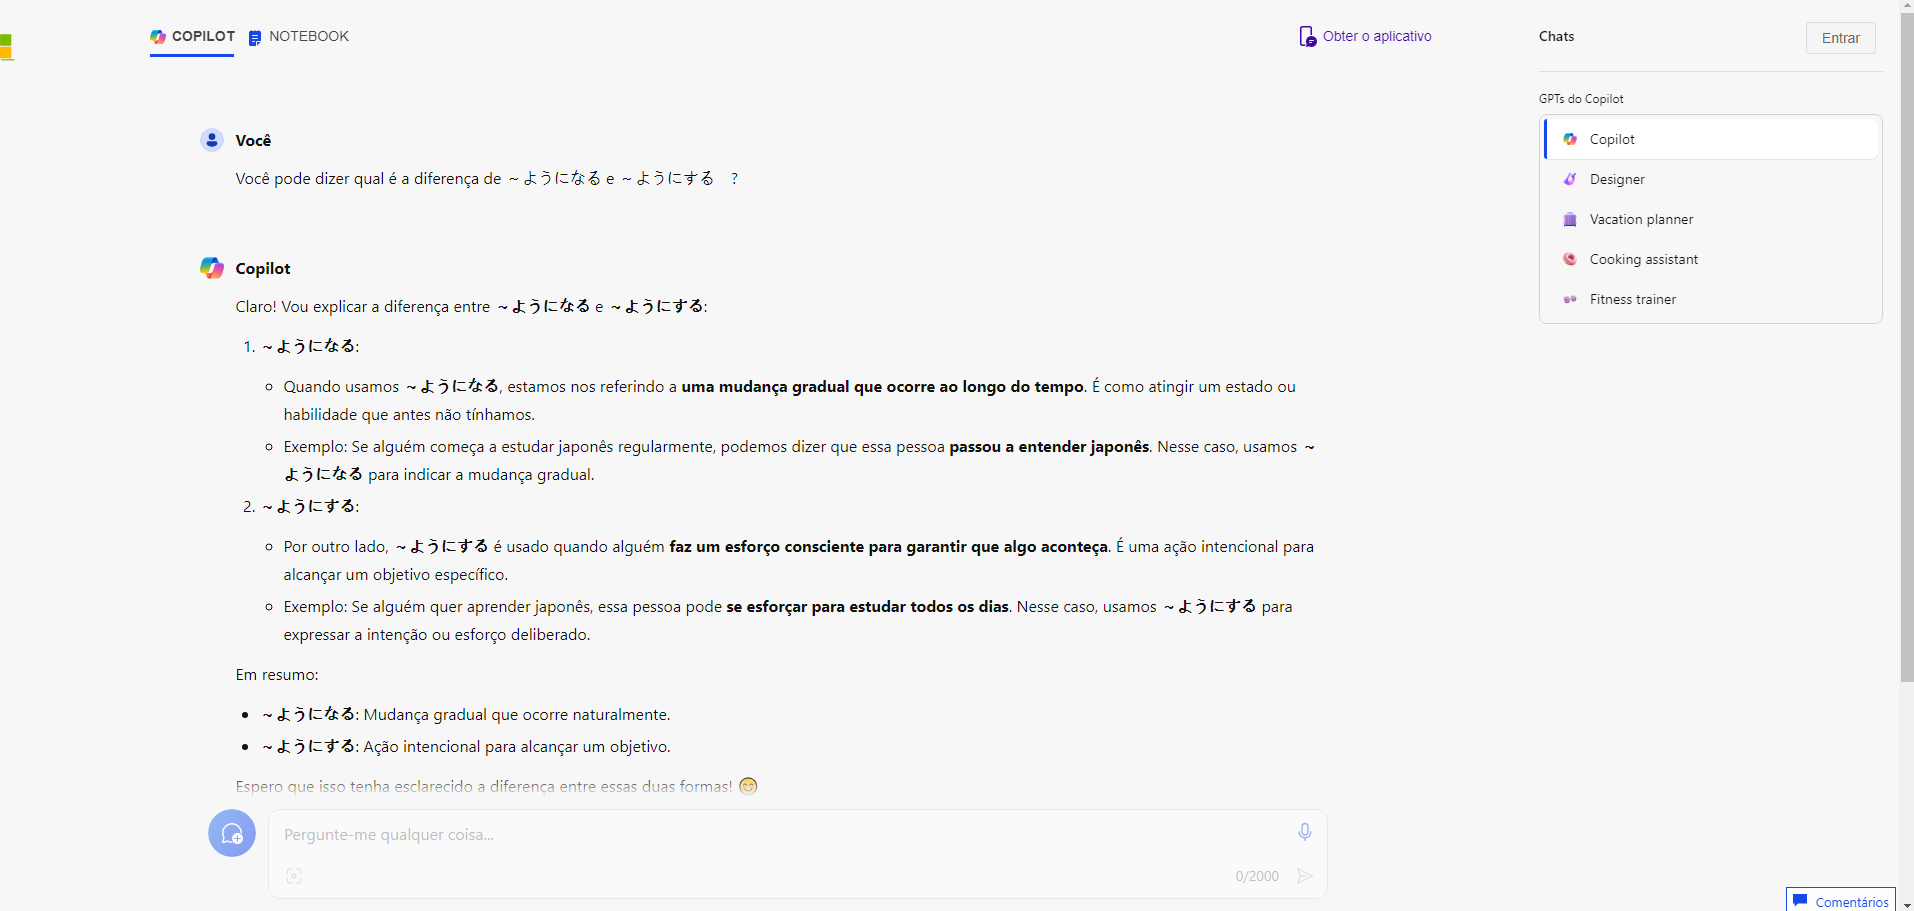 COPILOT NOTEBOOK
Obter o aplicativo
Chats
Entrar
Você
Você pode dizer qual é a diferença de ～ようになる e ～ようにする　?
Copilot
Claro! Vou explicar a diferença entre ～ようになる e ～ようにする:
1. ～ようになる:
Quando usamos ～ようになる, estamos nos referindo a uma mudança gradual que ocorre ao longo do tempo. É como atingir um estado ou
habilidade que antes não tínhamos.
Exemplo: Se alguém começa a estudar japonês regularmente, podemos dizer que essa pessoa passou a entender japonês. Nesse caso, usamos ～
ようになる para indicar a mudança gradual.
2. ～ようにする:
Por outro lado, ～ようにする é usado quando alguém faz um esforço consciente para garantir que algo aconteça. É uma ação intencional para
alcançar um objetivo específico.
Exemplo: Se alguém quer aprender japonês, essa pessoa pode se esforçar para estudar todos os dias. Nesse caso, usamos ～ようにする para
expressar a intenção ou esforço deliberado.
Em resumo:
～ようになる: Mudança gradual que ocorre naturalmente.
～ようにする: Ação intencional para alcançar um objetivo.
Espero que isso tenha esclarecido a diferença entre essas duas formas! 😊
Pergunte-me qualquer coisa...
0/2000
GPTs do Copilot
Copilot
Designer
Vacation planner
Cooking assistant
Fitness trainer
Comentários